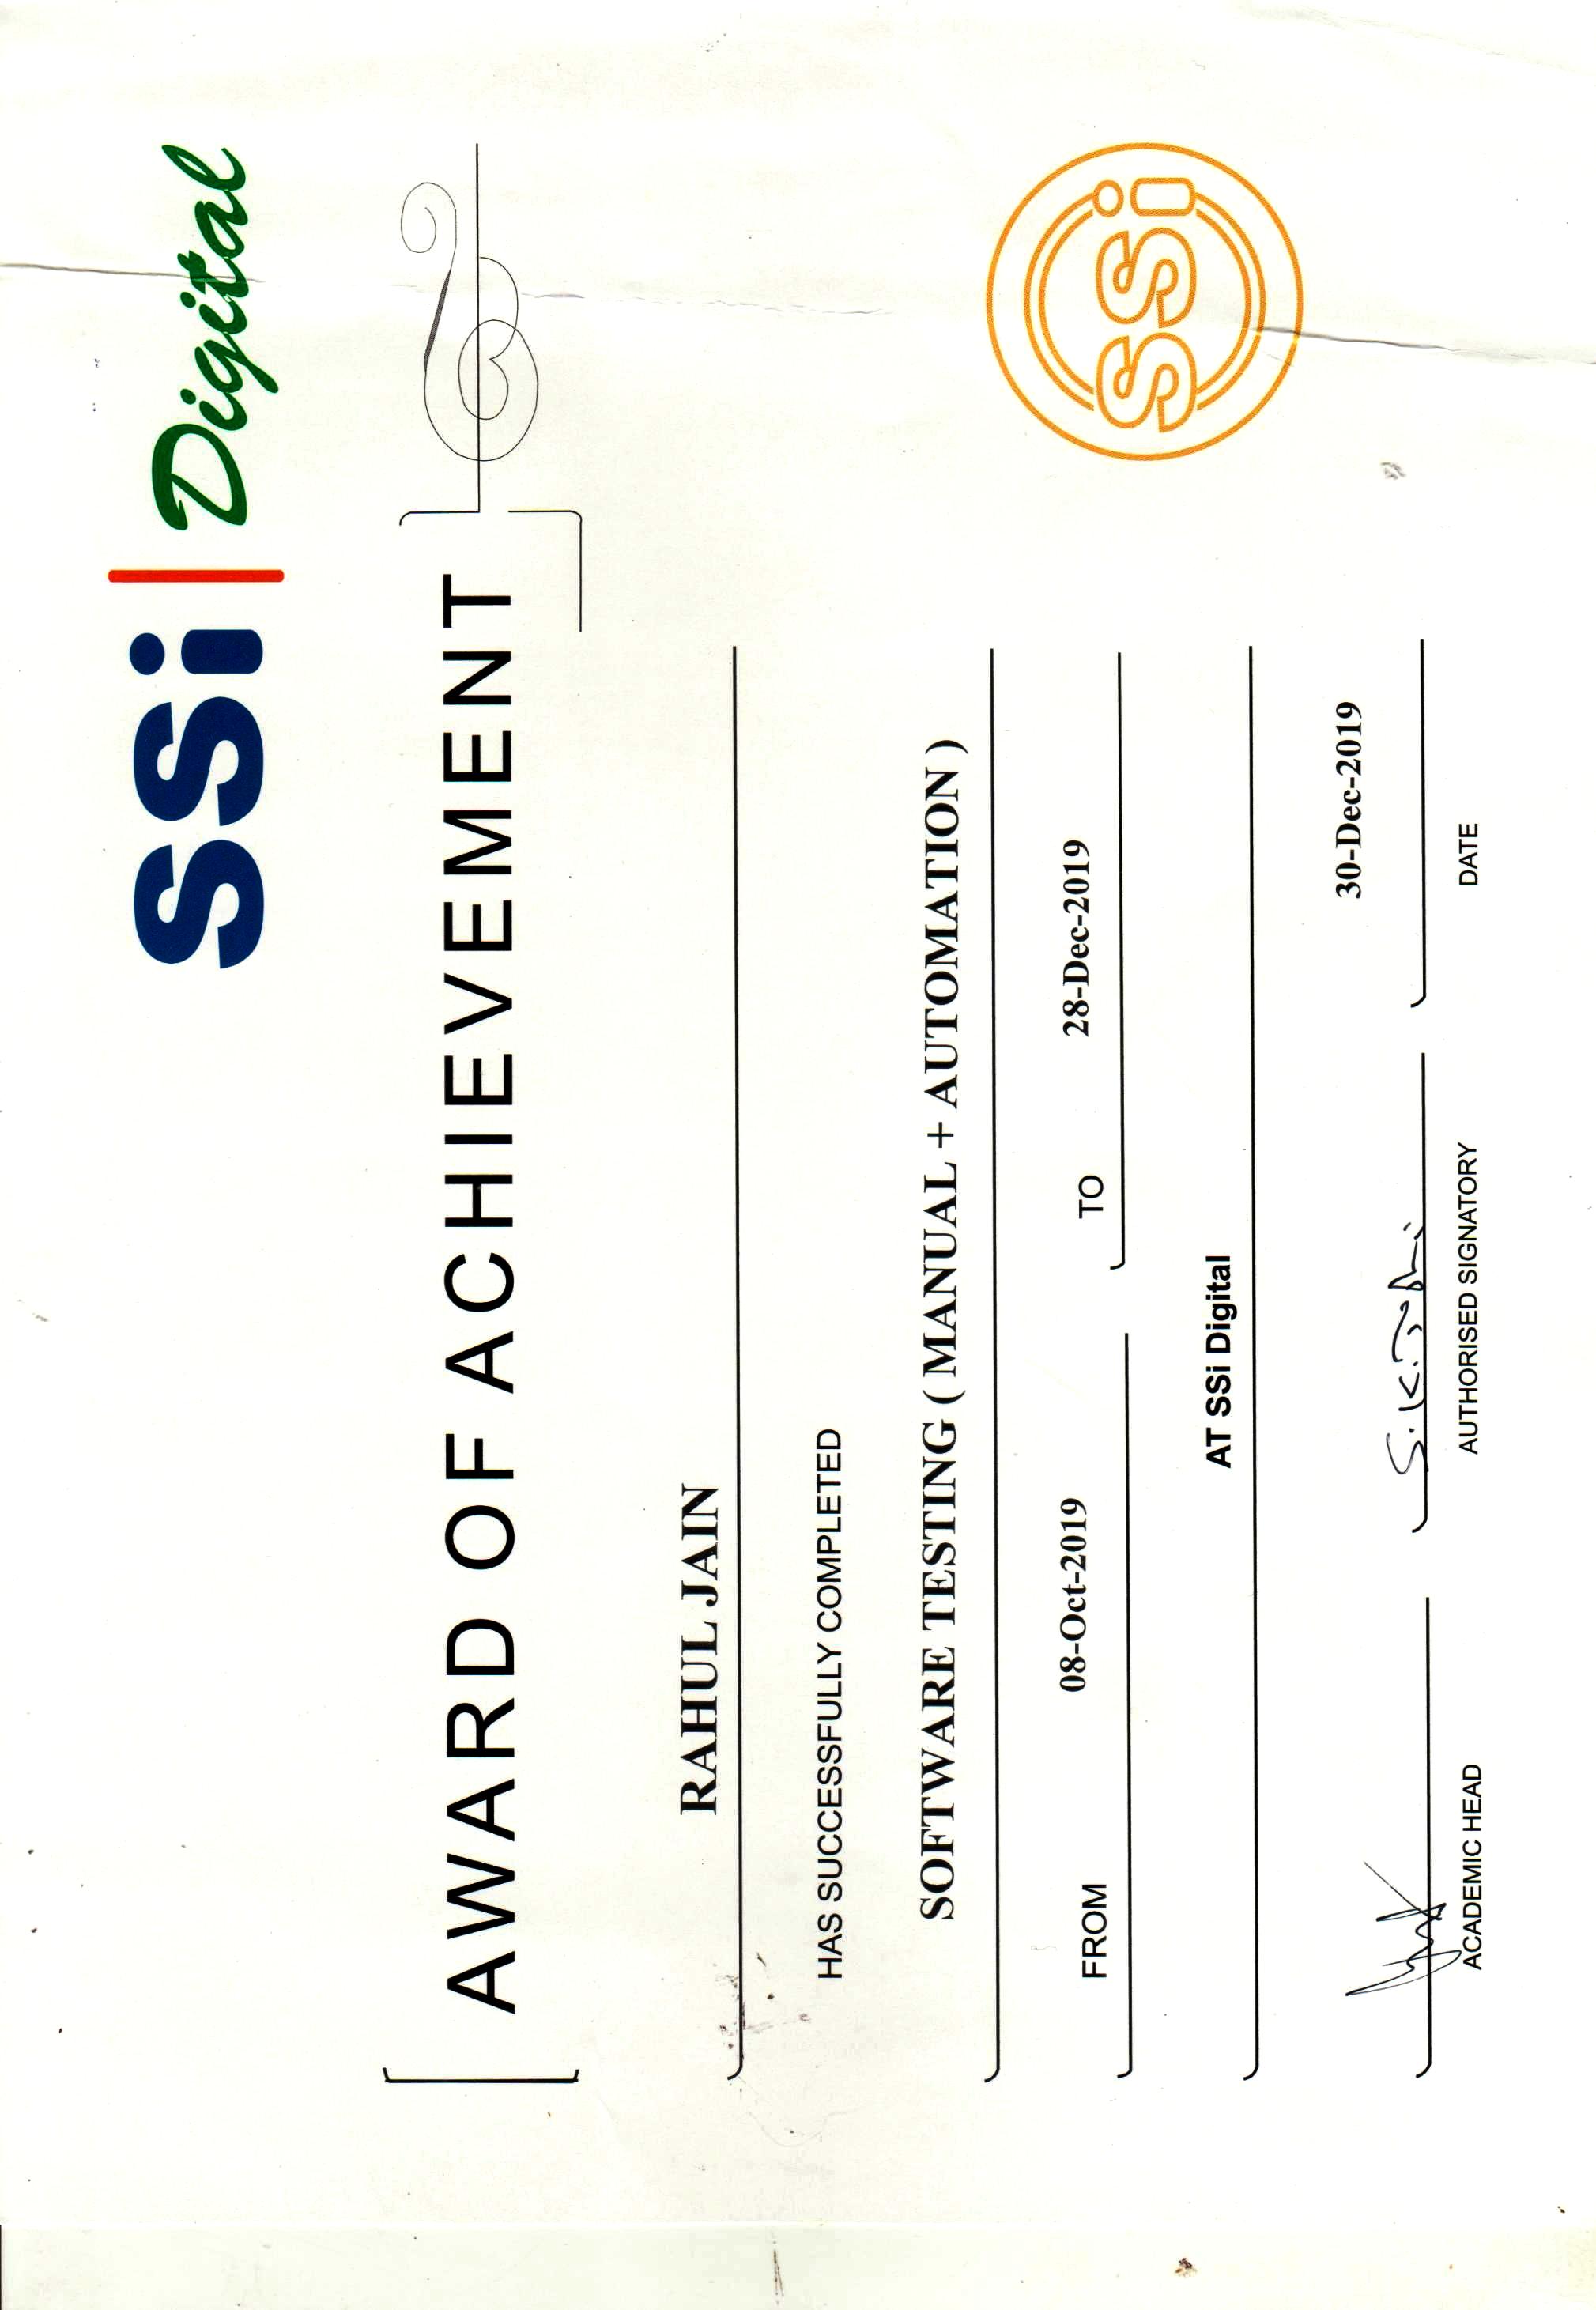 SSi | Digital
AWARD OF ACHIEVEMENT
RAHUL JAIN
HAS SUCCESSFULLY COMPLETED
SOFTWARE TESTING ( MANUAL + AUTOMATION )
FROM 08-Oct-2019 TO 28-Dec-2019
AT SSi Digital
SSi
S.K.Joshi 30-Dec-2019
ACADEMIC HEAD AUTHORISED SIGNATORY DATE